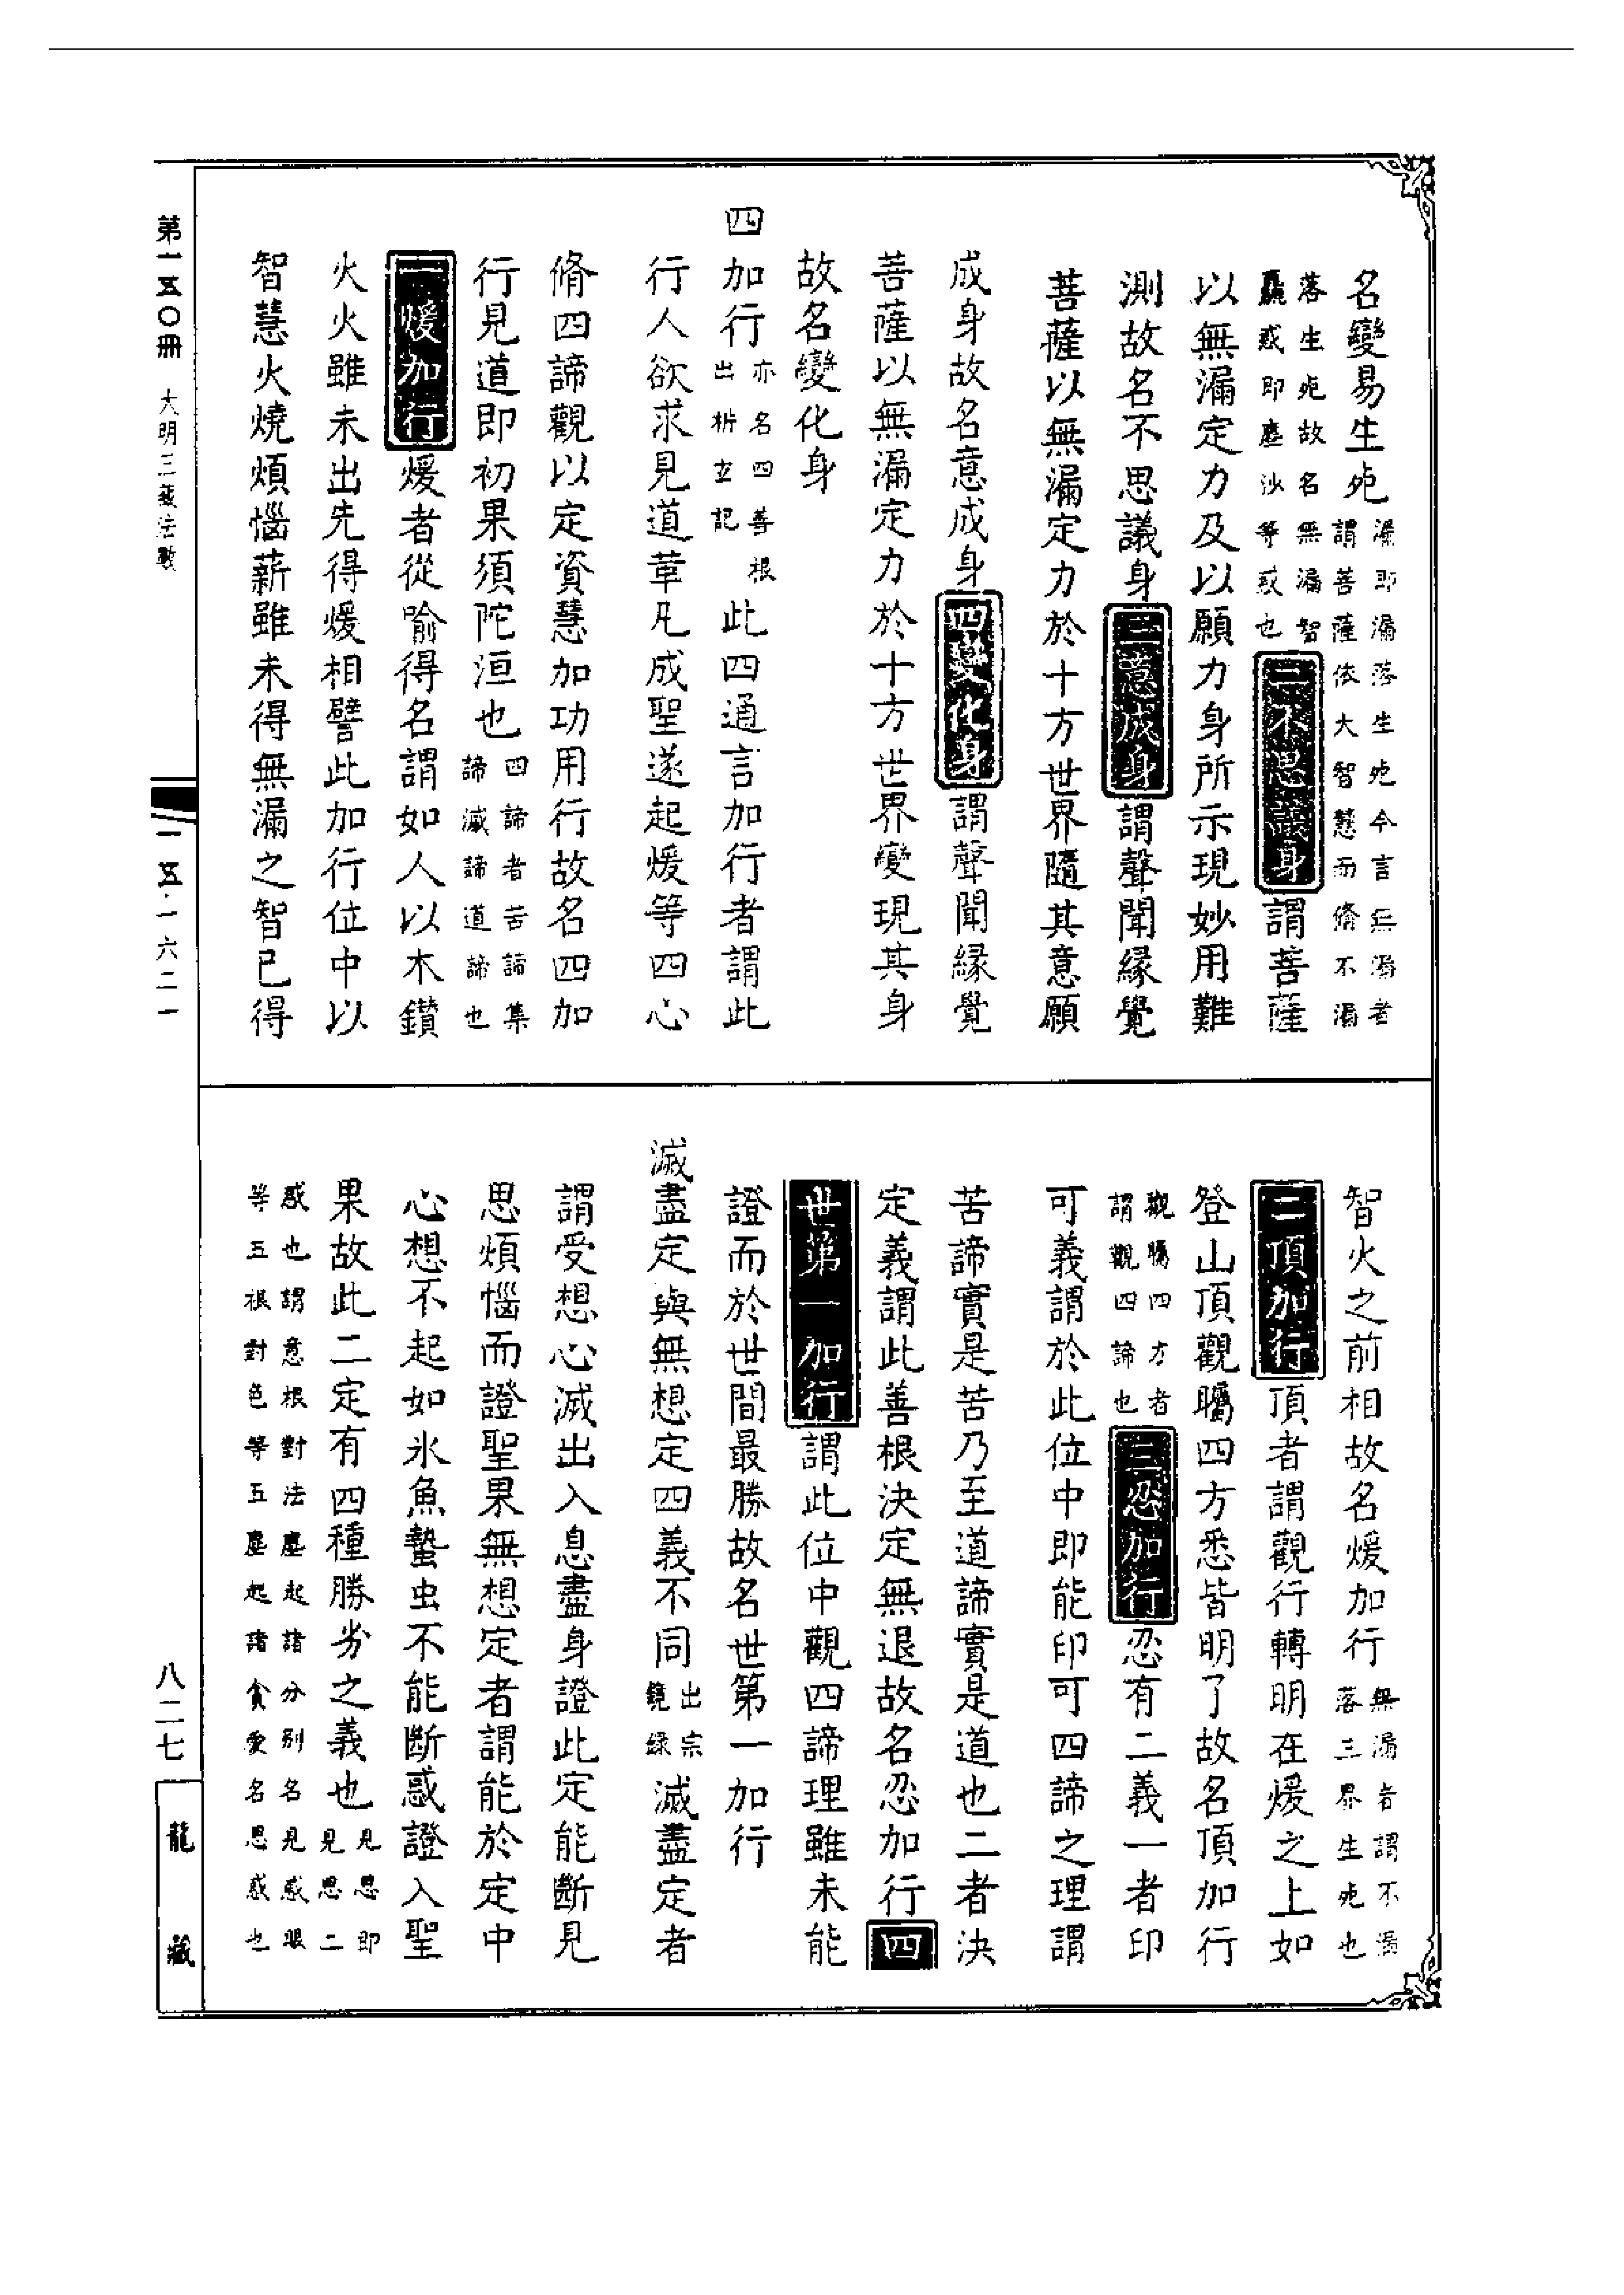 名變易生死漏即漏落生死今言無漏者謂菩薩依大智慧而脩不漏
落生死故名無漏智麤惑即塵沙等惑也二不思議身謂菩薩
以無漏定力及以願力身所示現妙用難
測故名不思議身三意成身謂聲聞緣覺
菩薩以無漏定力於十方世界隨其意願
成身故名意成身四變化身謂聲聞緣覺
菩薩以無漏定力於十方世界變現其身
故名變化身
四加行亦名四善根出析玄記此四通言加行者謂此
行人欲求見道革凡成聖遂起煖等四心
脩四諦觀以定資慧加功用行故名四加
行見道即初果須陀洹也四諦者苦諦集諦滅諦道諦也
一煖加行煖者從喻得名謂如人以木鑽
火火雖未出先得煖相譬此加行位中以
智慧火燒煩惱薪雖未得無漏之智已得
智火之前相故名煖加行無漏者謂不漏落三界生死也
二頂加行頂者謂觀行轉明在煖之上如
登山頂觀矚四方悉皆明了故名頂加行
觀矚四方者謂觀四諦也三忍加行忍有二義一者印
可義謂於此位中即能印可四諦之理謂
苦諦實是苦乃至道諦實是道也二者決
定義謂此善根決定無退故名忍加行四
世第一加行謂此位中觀四諦理雖未能
證而於世間最勝故名世第一加行
滅盡定與無想定四義不同出宗鏡錄滅盡定者
謂受想心滅出入息盡身證此定能斷見
思煩惱而證聖果無想定者謂能於定中
心想不起如氷魚蟄虫不能斷惑證入聖
果故此二定有四種勝劣之義也見思即見思二
惑也謂意根對法塵起諸分別名見惑眼等五根對色等五塵起諸貪愛名思惑也
第一五〇冊 大明三藏法數
一五·一六二一
八二七
龍藏